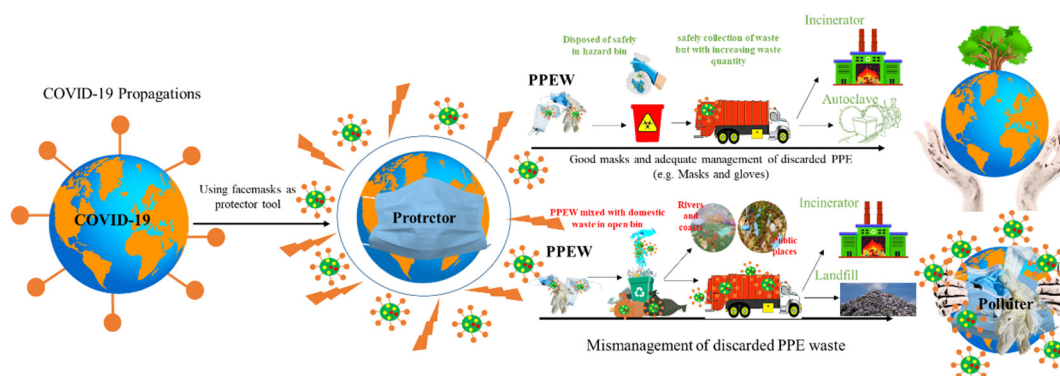 COVID-19 Propagations
COVID-19
Using facemasks as
protector tool
Protrctor
Disposed of safely
in hazard bin
safely collection of waste
but with increasing waste
quantity
Incinerator
PPEW
Autoclave
Good masks and adequate management of discarded PPE
(e.g. Masks and gloves)
PPEW mixed with domestic
waste in open bin
Rivers and
coasts
Public
places
Incinerator
PPEW
Landfill
Polluter
Mismanagement of discarded PPE waste